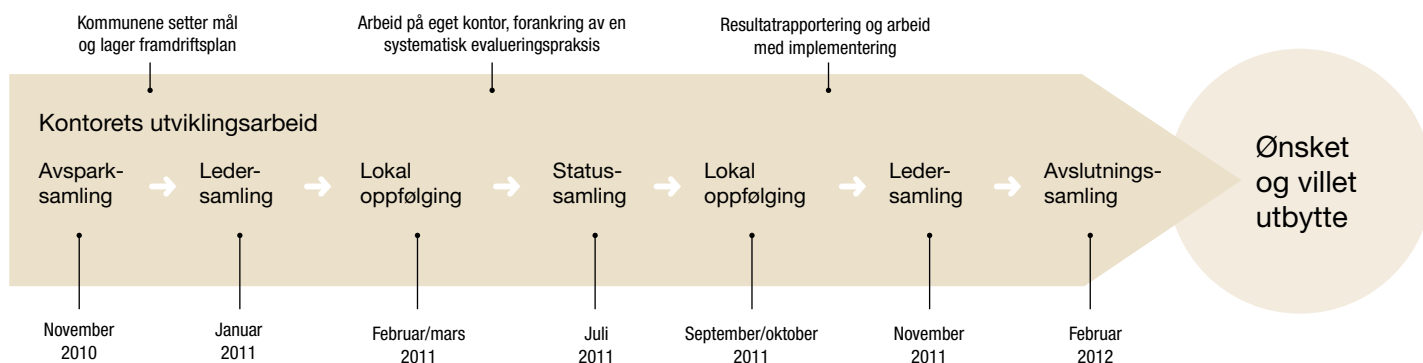 Kommunene setter mål
og lager framdriftsplan
Arbeid på eget kontor, forankring av en
systematisk evalueringspraksis
Resultatrapportering og arbeid
med implementering
Kontorets utviklingsarbeid
Avspark-
samling
Leder-
samling
Lokal
oppfølging
Status-
samling
Lokal
oppfølging
Leder-
samling
Avslutnings-
samling
Ønsket
og villet
utbytte
November
2010
Januar
2011
Februar/mars
2011
Juli
2011
September/oktober
2011
November
2011
Februar
2012